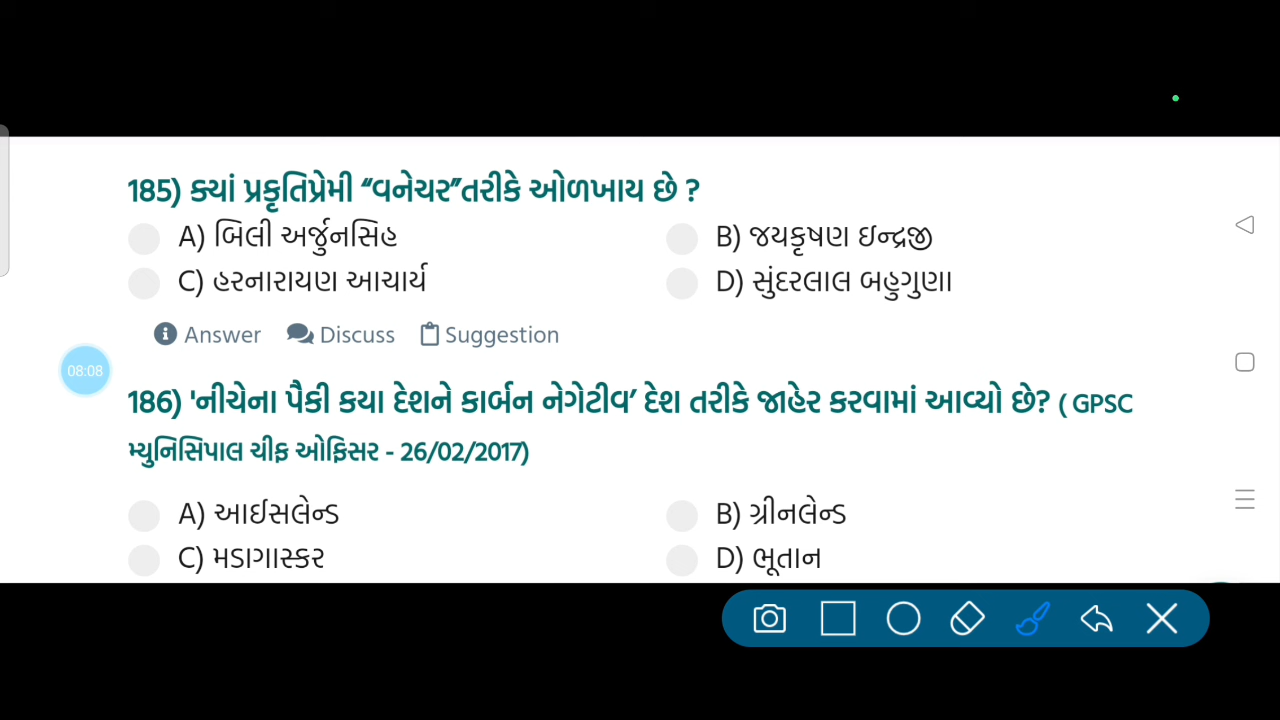 185) ક્યાં પ્રકૃતિપ્રેમી “વનેચર”તરીકે ઓળખાય છે ?
A) બિલી અર્જુનસિહ
B) જયકૃષણ ઇન્દ્રજી
C) હરનારાયણ આચાર્ય
D) સુંદરલાલ બહુગુણા
Answer Discuss Suggestion
08:08
186) 'નીચેના પૈકી કયા દેશને કાર્બન નેગેટીવ’ દેશ તરીકે જાહેર કરવામાં આવ્યો છે? ( GPSC
મ્યુનિસિપાલ ચીફ ઓફિસર - 26/02/2017)
A) આઈસલેન્ડ
B) ગ્રીનલેન્ડ
C) મડાગાસ્કર
D) ભૂતાન